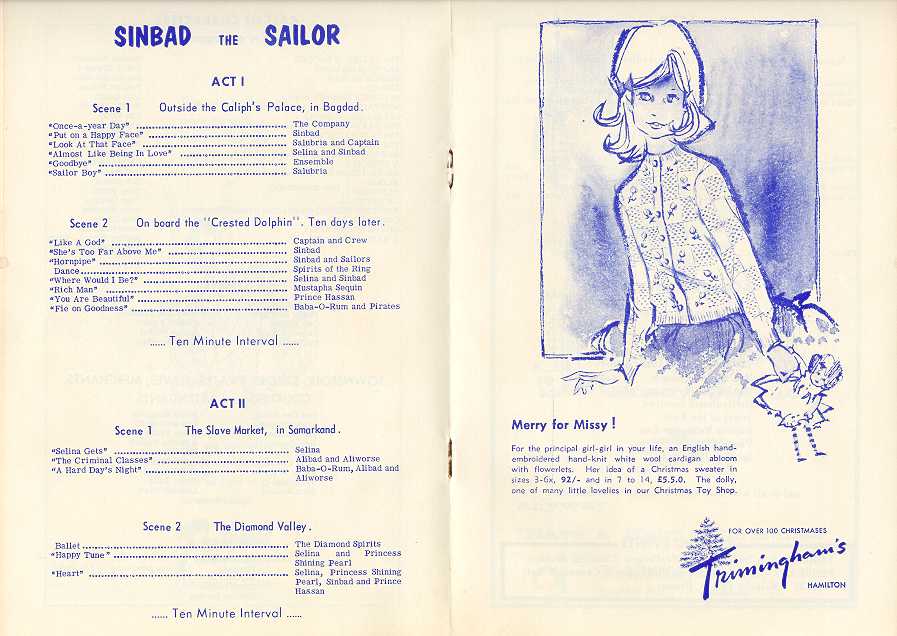 SINBAD THE SAILOR
ACT I
Scene 1 Outside the Caliph's Palace, in Bagdad.
"Once-a-year Day" ........ The Company
"Put on a Happy Face" ........ Sinbad
"Look At That Face" ........ Salubria and Captain
"Almost Like Being In Love" ........ Selina and Sinbad
"Goodbye" ........ Ensemble
"Sailor Boy" ........ Salubria
Scene 2 On board the "Crested Dolphin". Ten days later.
"Like A God" ........ Captain and Crew
"She's Too Far Above Me" ........ Sinbad
"Hornpipe" ........ Sinbad and Sailors
Dance ........ Spirits of the Ring
"Where Would I Be?" ........ Selina and Sinbad
"Rich Man" ........ Mustapha Sequin
"You Are Beautiful" ........ Prince Hassan
"Fie on Goodness" ........ Baba-O-Rum and Pirates
...... Ten Minute Interval ......
ACT II
Scene 1 The Slave Market, in Samarkand.
"Selina Gets" ........ Selina
"The Criminal Classes" ........ Alibad and Aliworse
"A Hard Day's Night" ........ Baba-O-Rum, Alibad and
Aliworse
Scene 2 The Diamond Valley.
Ballet ........ The Diamond Spirits
"Happy Tune" ........ Selina and Princess
Shining Pearl
"Heart" ........ Selina, Princess Shining
Pearl, Sinbad and Prince
Hassan
...... Ten Minute Interval ......
Merry for Missy!
For the principal girl-girl in your life, an English hand-
embroidered hand-knit white wool cardigan abloom
with flowerlets. Her idea of a Christmas sweater in
sizes 3-6x, 92/- and in 7 to 14, £5.5.0. The dolly,
one of many little lovelies in our Christmas Toy Shop.
FOR OVER 100 CHRISTMASES
Trimingham's
HAMILTON